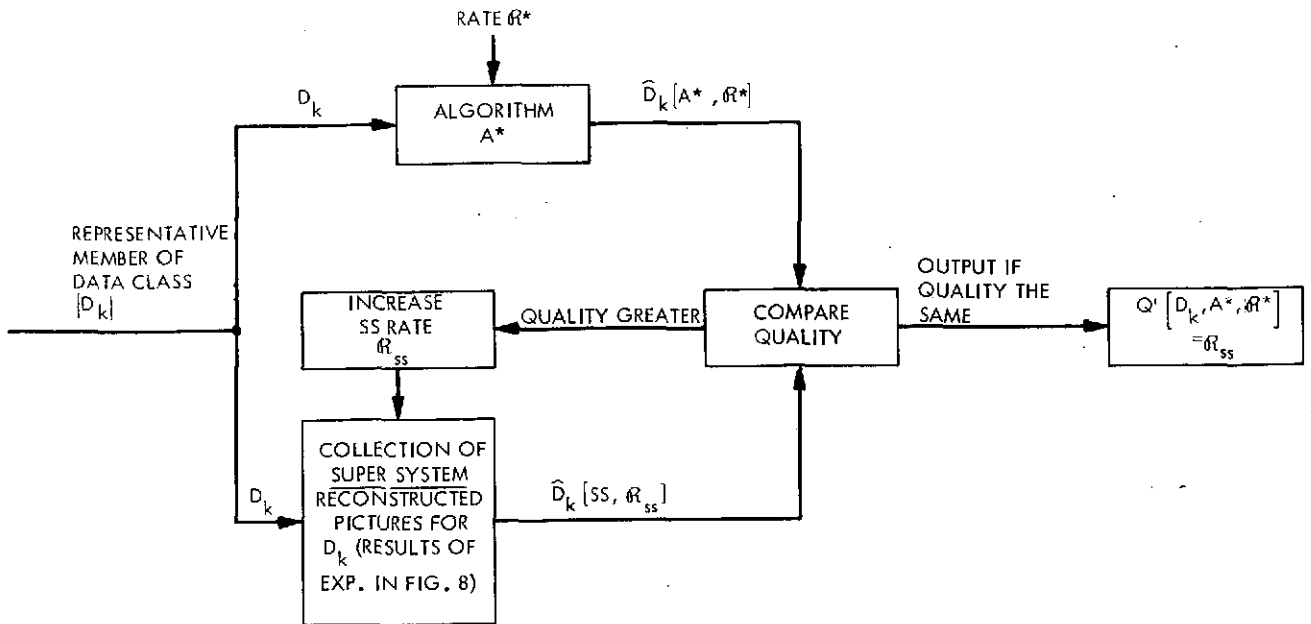 RATE ℛ*
D_k
ALGORITHM
A*
D̂_k [A*, ℛ*]
REPRESENTATIVE
MEMBER OF
DATA CLASS
|D_k|
INCREASE
SS RATE
ℛ_ss
QUALITY GREATER
COMPARE
QUALITY
OUTPUT IF
QUALITY THE
SAME
Q' [D_k, A*, ℛ*]
=ℛ_ss
D_k
COLLECTION OF
SUPER SYSTEM
RECONSTRUCTED
PICTURES FOR
D_k (RESULTS OF
EXP. IN FIG. 8)
D̂_k [SS, ℛ_ss]